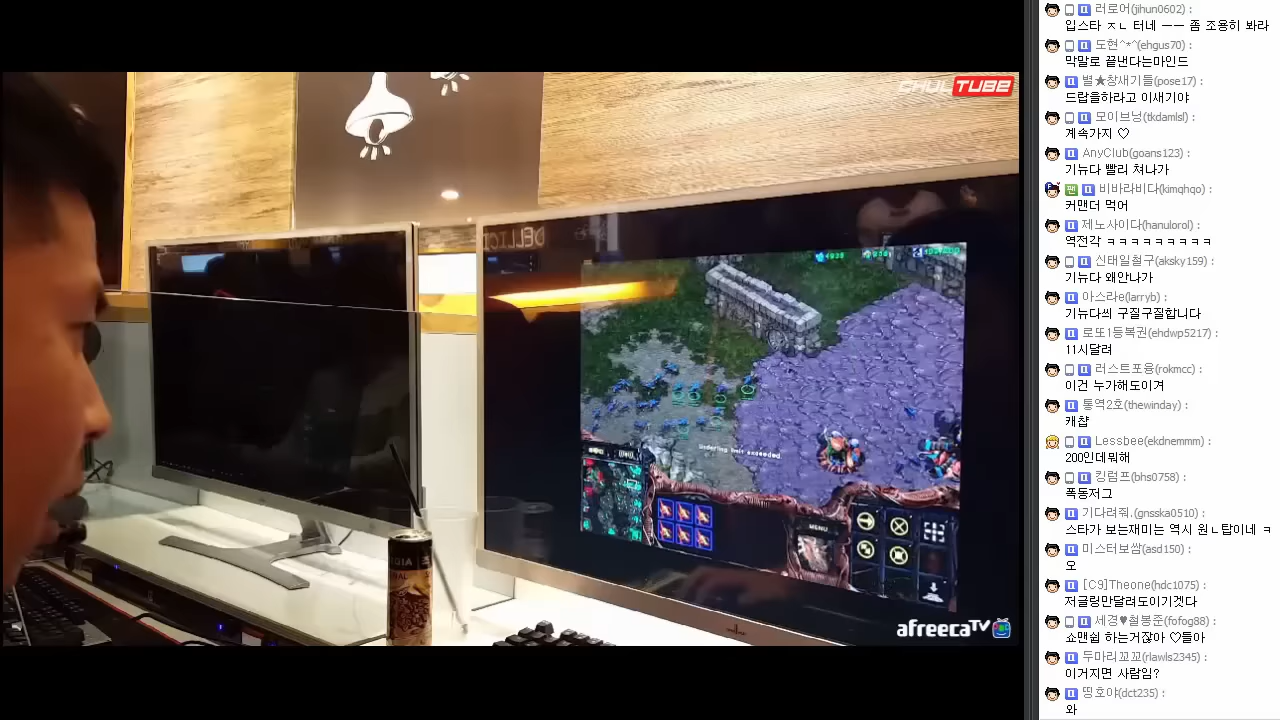 CHULTUBE
Underling limit exceeded.
MENU
afreecaTV
러로어(jihun0602) :
입스타 ㅈㄴ 터네 ㅡㅡ 좀 조용히 봐라
도현^*^(ehgus70) :
막말로 끝낸다는마인드
별★창새기들(pose17) :
드랍을하라고 이새기야
모이브닝(tkdamlsl) :
계속가지 ♡
AnyClub(goans123) :
기뉴다 빨리 쳐나가
비바라비다(kimqhqo) :
커맨더 먹어
제노사이다(hanulorol) :
역전각 ㅋㅋㅋㅋㅋㅋㅋㅋ
신태일철구(aksky159) :
기뉴다 왜안나가
아스라e(larryb) :
기뉴다씌 구질구질합니다
로또1등복권(ehdwp5217) :
11시달려
러스트포용(rokmcc) :
이건 누가해도이겨
통역2호(thewinday) :
캐챱
Lessbee(ekdnemmm) :
200인데뭐해
킹럼프(bhs0758) :
폭동자그
기다려줘,(gnsska0510) :
스타가 보는재미는 역시 원ㄴ탑이네 ㅋ
미스터보쌈(asd150) :
오
[C9]Theone(hdc1075) :
저글링만달려도이기겟다
세경♥철봉준(fofog88) :
쇼맨쉽 하는거잖아 ♡들아
두마리꼬꼬(rlawls2345) :
이거지면 사람임?
띵호야(dct235) :
와